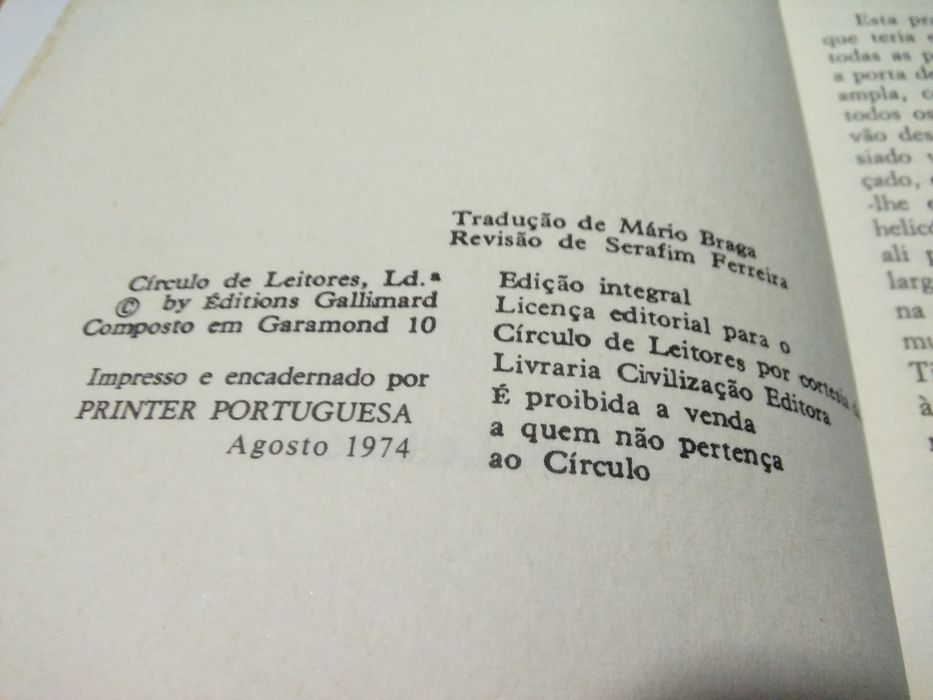 Tradução de Mário Braga
Revisão de Serafim Ferreira
Círculo de Leitores, Ld.ª
© by Éditions Gallimard
Composto em Garamond 10
Impresso e encadernado por
PRINTER PORTUGUESA
Agosto 1974
Edição integral
Licença editorial para o
Círculo de Leitores por cortesia da
Livraria Civilização Editora
É proibida a venda
a quem não pertença
ao Círculo
Esta
que teria
todas as
a porta de
ampla,
todos os
vão
siado
çado,
-lhe
ali
na
à